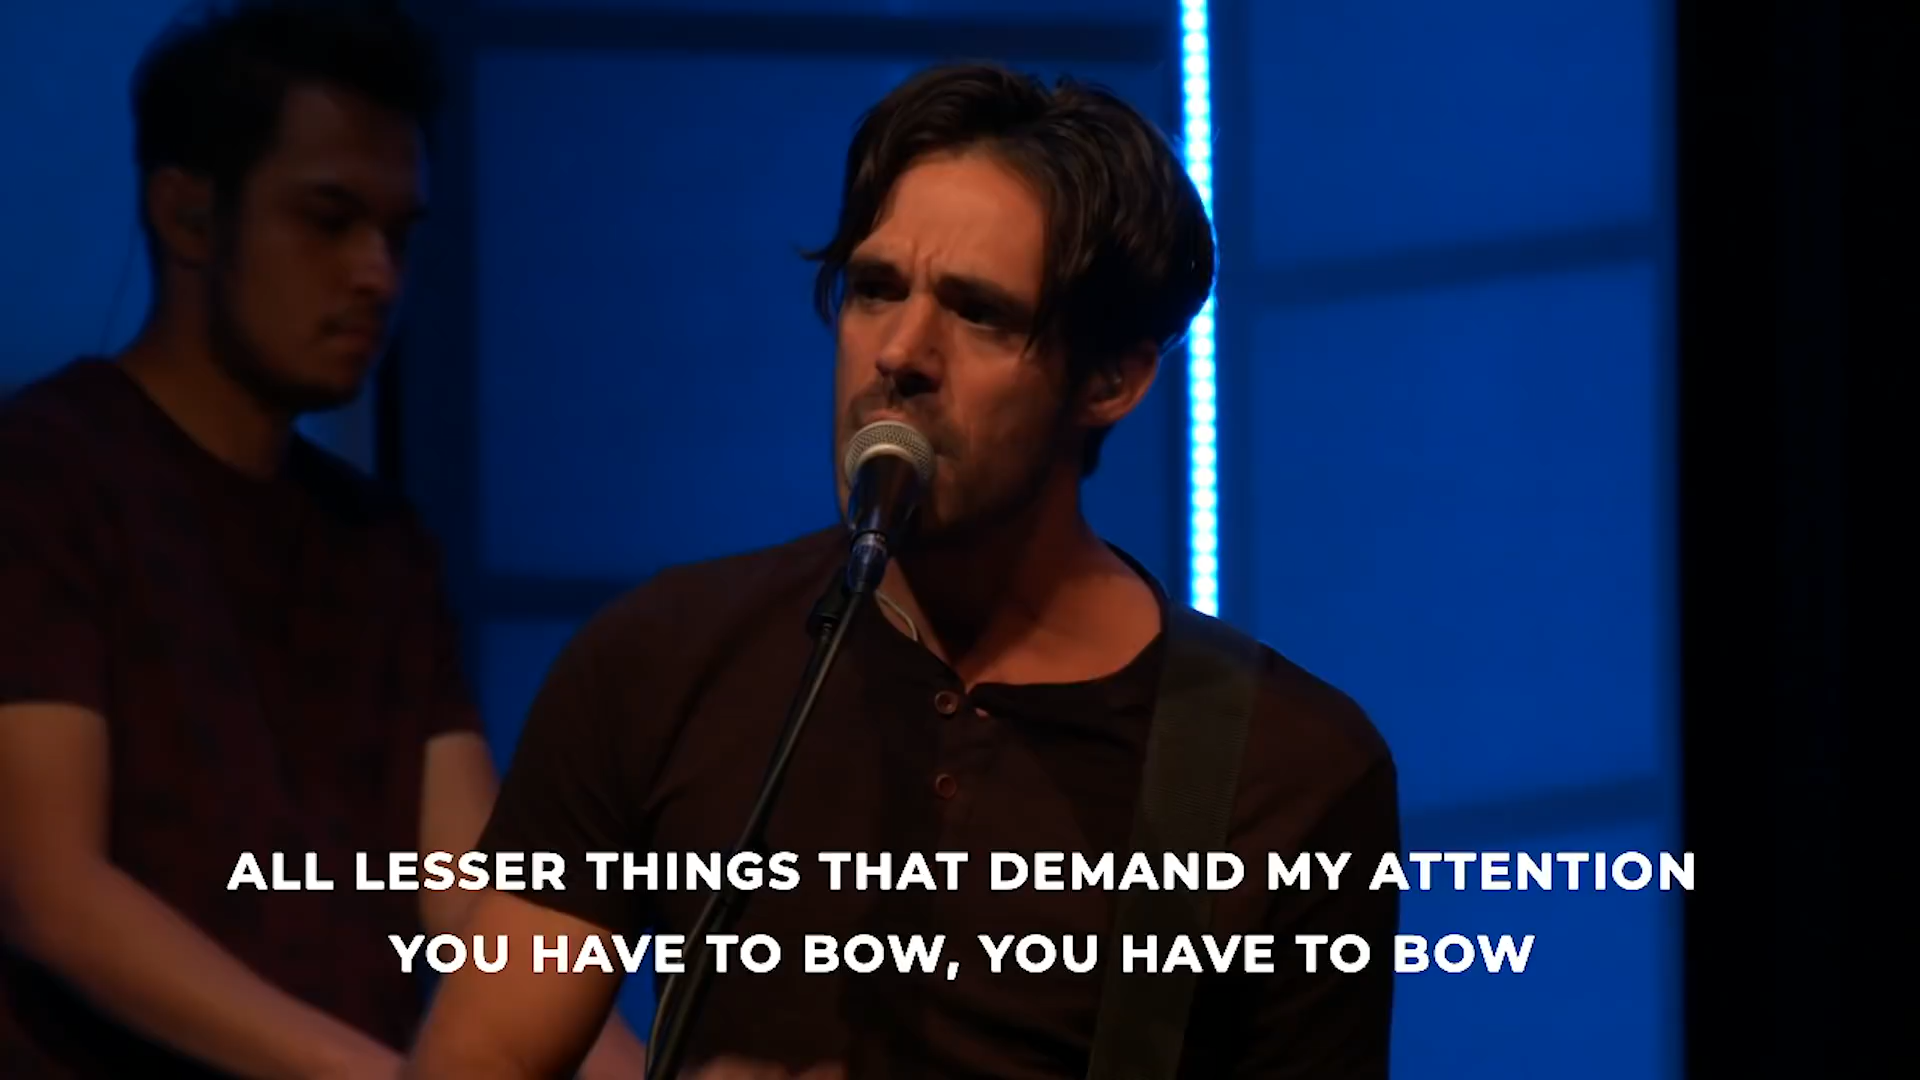 ALL LESSER THINGS THAT DEMAND MY ATTENTION
YOU HAVE TO BOW, YOU HAVE TO BOW